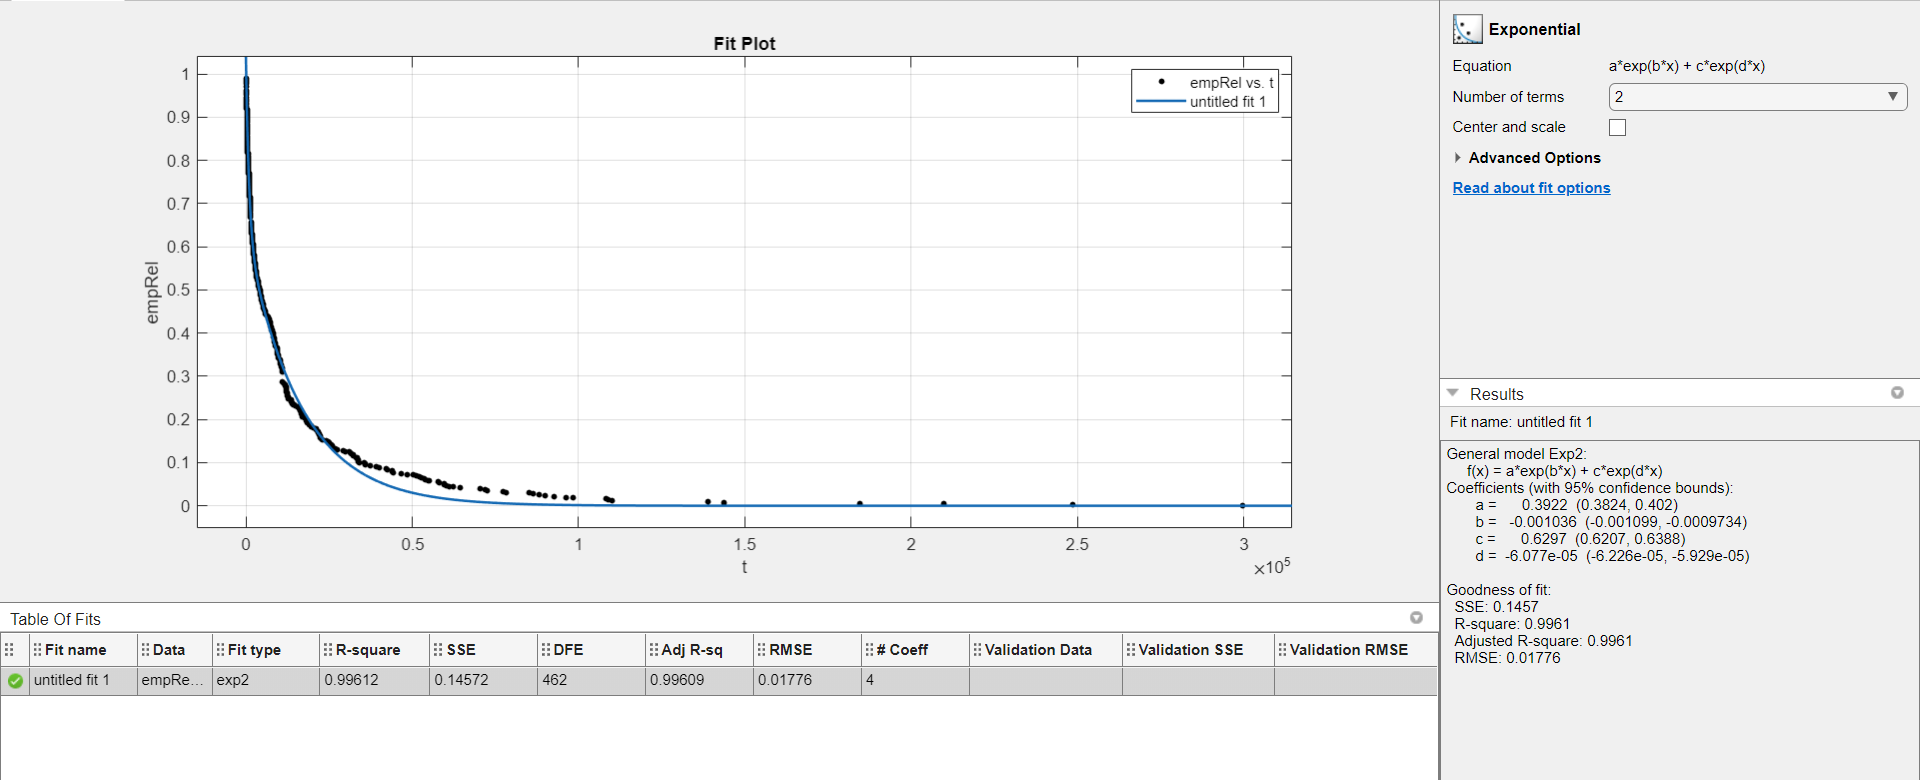 Fit Plot
1
0.9
0.8
0.7
0.6
0.5
0.4
0.3
0.2
0.1
0
empRel
0 0.5 1 1.5 2 2.5 3
t
×10⁵
empRel vs. t
untitled fit 1
Exponential
Equation a*exp(b*x) + c*exp(d*x)
Number of terms 2
Center and scale
Advanced Options
Read about fit options
Results
Fit name: untitled fit 1
General model Exp2:
f(x) = a*exp(b*x) + c*exp(d*x)
Coefficients (with 95% confidence bounds):
a = 0.3922 (0.3824, 0.402)
b = -0.001036 (-0.001099, -0.0009734)
c = 0.6297 (0.6207, 0.6388)
d = -6.077e-05 (-6.226e-05, -5.929e-05)
Goodness of fit:
SSE: 0.1457
R-square: 0.9961
Adjusted R-square: 0.9961
RMSE: 0.01776
Table Of Fits
Fit name Data Fit type R-square SSE DFE Adj R-sq RMSE # Coeff Validation Data Validation SSE Validation RMSE
untitled fit 1 empRe... exp2 0.99612 0.14572 462 0.99609 0.01776 4